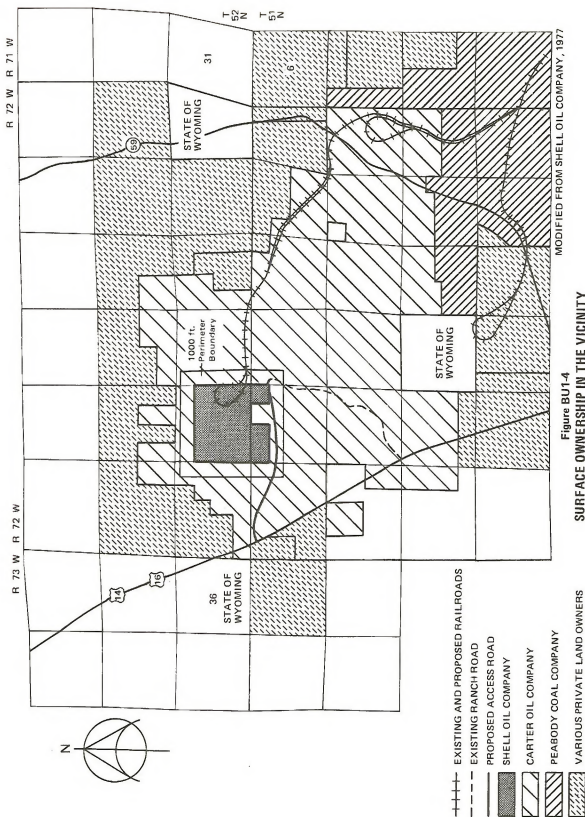 R 73 W R 72 W
R 72 W R 71 W
T
52
N
T
51
N
N
14
16
59
36
STATE OF
WYOMING
STATE OF
WYOMING
31
6
1000 ft.
Perimeter
Boundary
STATE OF
WYOMING
EXISTING AND PROPOSED RAILROADS
EXISTING RANCH ROAD
PROPOSED ACCESS ROAD
SHELL OIL COMPANY
CARTER OIL COMPANY
PEABODY COAL COMPANY
VARIOUS PRIVATE LAND OWNERS
MODIFIED FROM SHELL OIL COMPANY, 1977
Figure BU1-4
SURFACE OWNERSHIP IN THE VICINITY